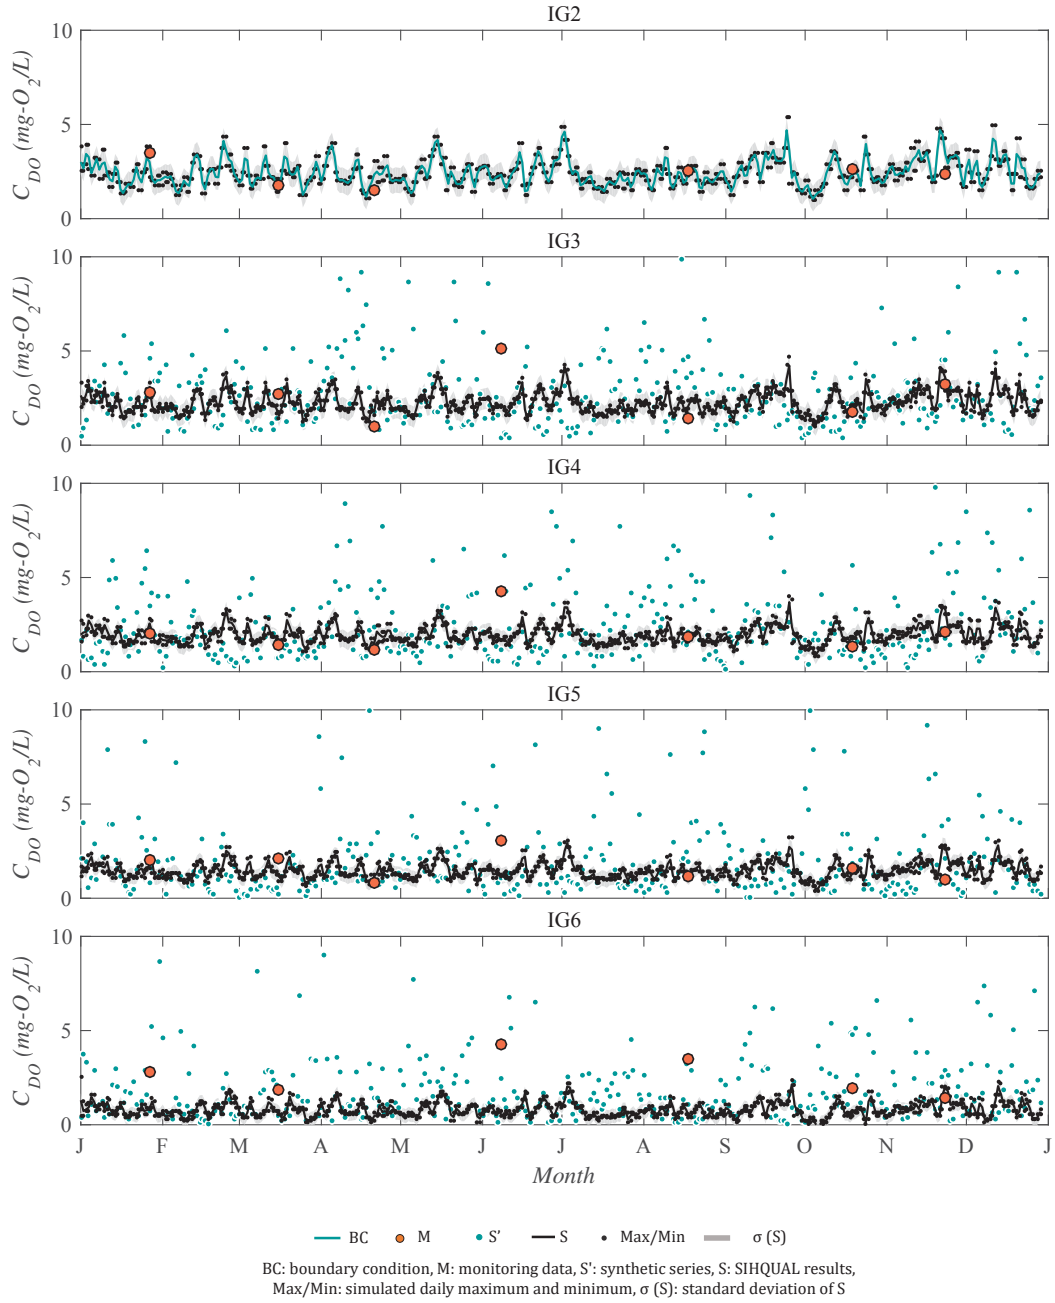 IG2
10
5
0
C_DO (mg-O_2/L)
IG3
10
5
0
C_DO (mg-O_2/L)
IG4
10
5
0
C_DO (mg-O_2/L)
IG5
10
5
0
C_DO (mg-O_2/L)
IG6
10
5
0
C_DO (mg-O_2/L)
J F M A M J J A S O N D J
Month
BC M S' S Max/Min σ (S)
BC: boundary condition, M: monitoring data, S': synthetic series, S: SIHQUAL results,
Max/Min: simulated daily maximum and minimum, σ (S): standard deviation of S